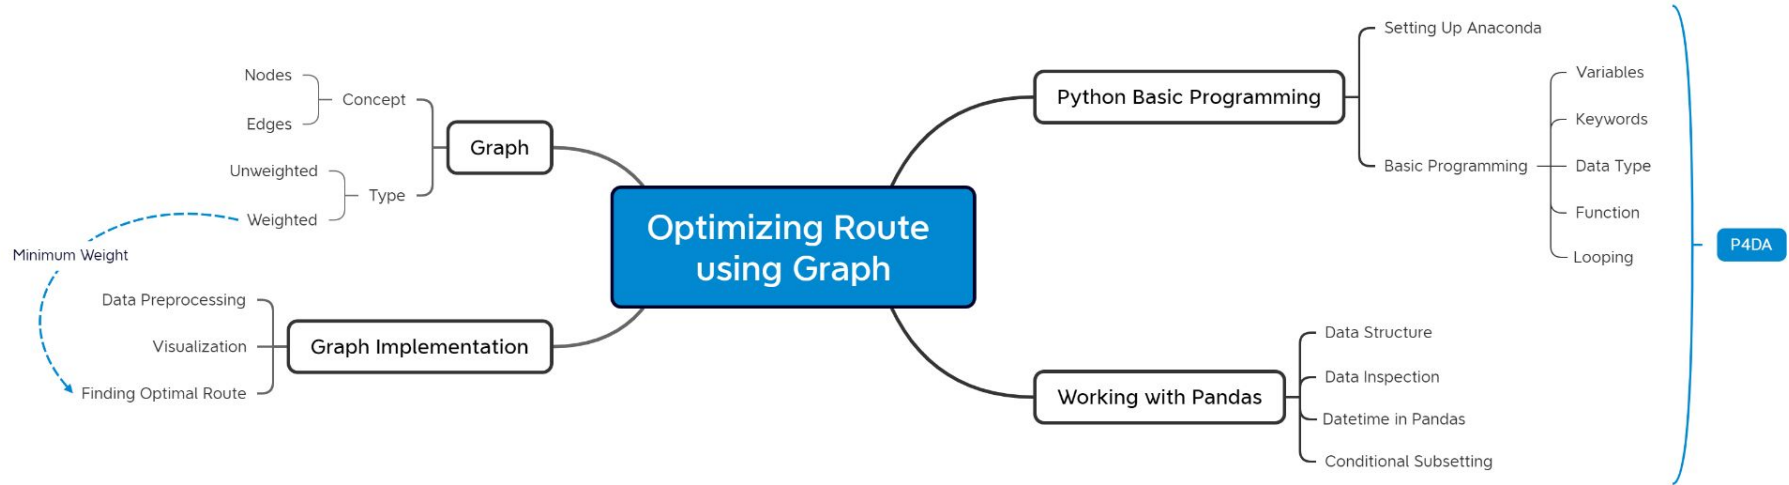 Optimizing Route
using Graph
Graph
Concept
Nodes
Edges
Type
Unweighted
Weighted
Minimum Weight
Graph Implementation
Data Preprocessing
Visualization
Finding Optimal Route
Python Basic Programming
Setting Up Anaconda
Basic Programming
Variables
Keywords
Data Type
Function
Looping
Working with Pandas
Data Structure
Data Inspection
Datetime in Pandas
Conditional Subsetting
P4DA